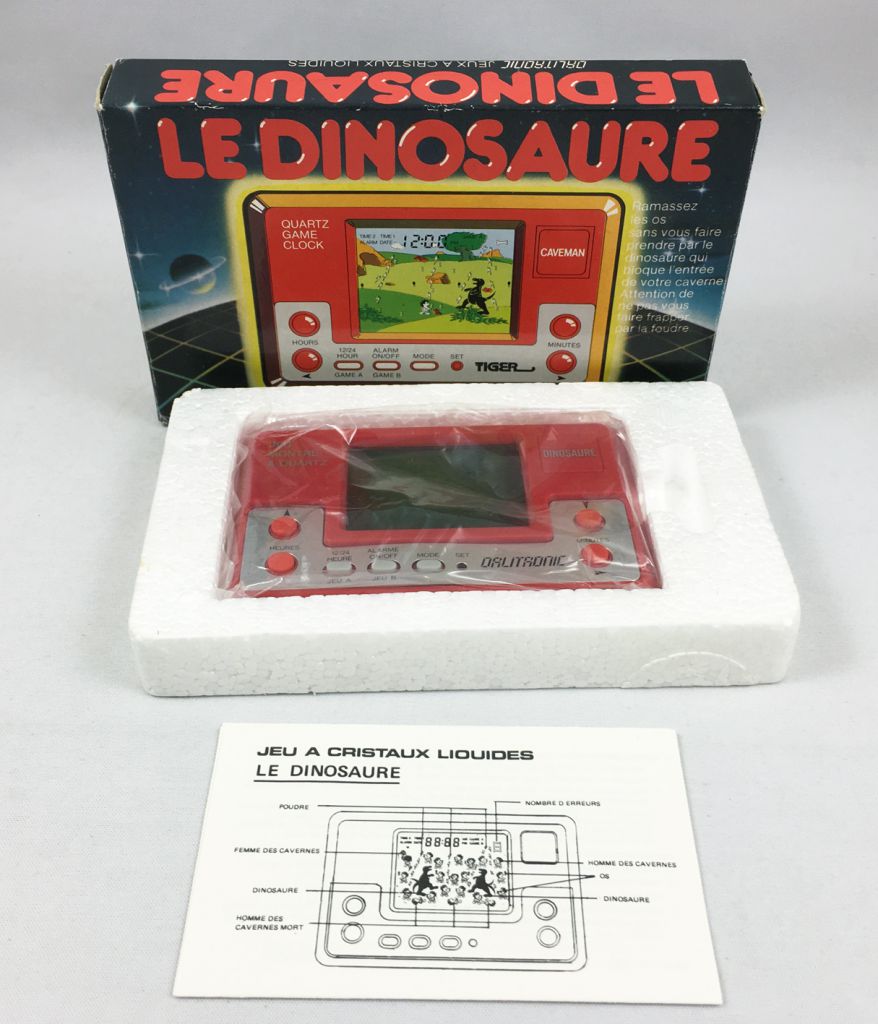 ORLITRONIC JEUX A CRISTAUX LIQUIDES
LE DINOSAURE
LE DINOSAURE
QUARTZ
GAME
CLOCK
TIME 2 TIME 1
ALARM DATE
12:00
CAVEMAN
Ramassez
les os
sans vous faire
prendre par le
dinosaure qui
bloque l'entrée
de votre caverne
Attention de
ne pas vous
faire frapper
par la foudre.
HOURS
12/24
HOUR
ALARM
ON/OFF
MODE
SET
MINUTES
GAME A
GAME B
TIGER
A QUARTZ
DINOSAURE
HEURES
12/24
HEURE
ALARME
ON/OFF
MODE
SET
MINUTES
ORLITRONIC
JEU A
JEU B
JEU A CRISTAUX LIQUIDES
LE DINOSAURE
POUDRE
NOMBRE D ERREURS
88:88
FEMME DES CAVERNES
HOMME DES CAVERNES
OS
DINOSAURE
DINOSAURE
HOMME DES
CAVERNES MORT